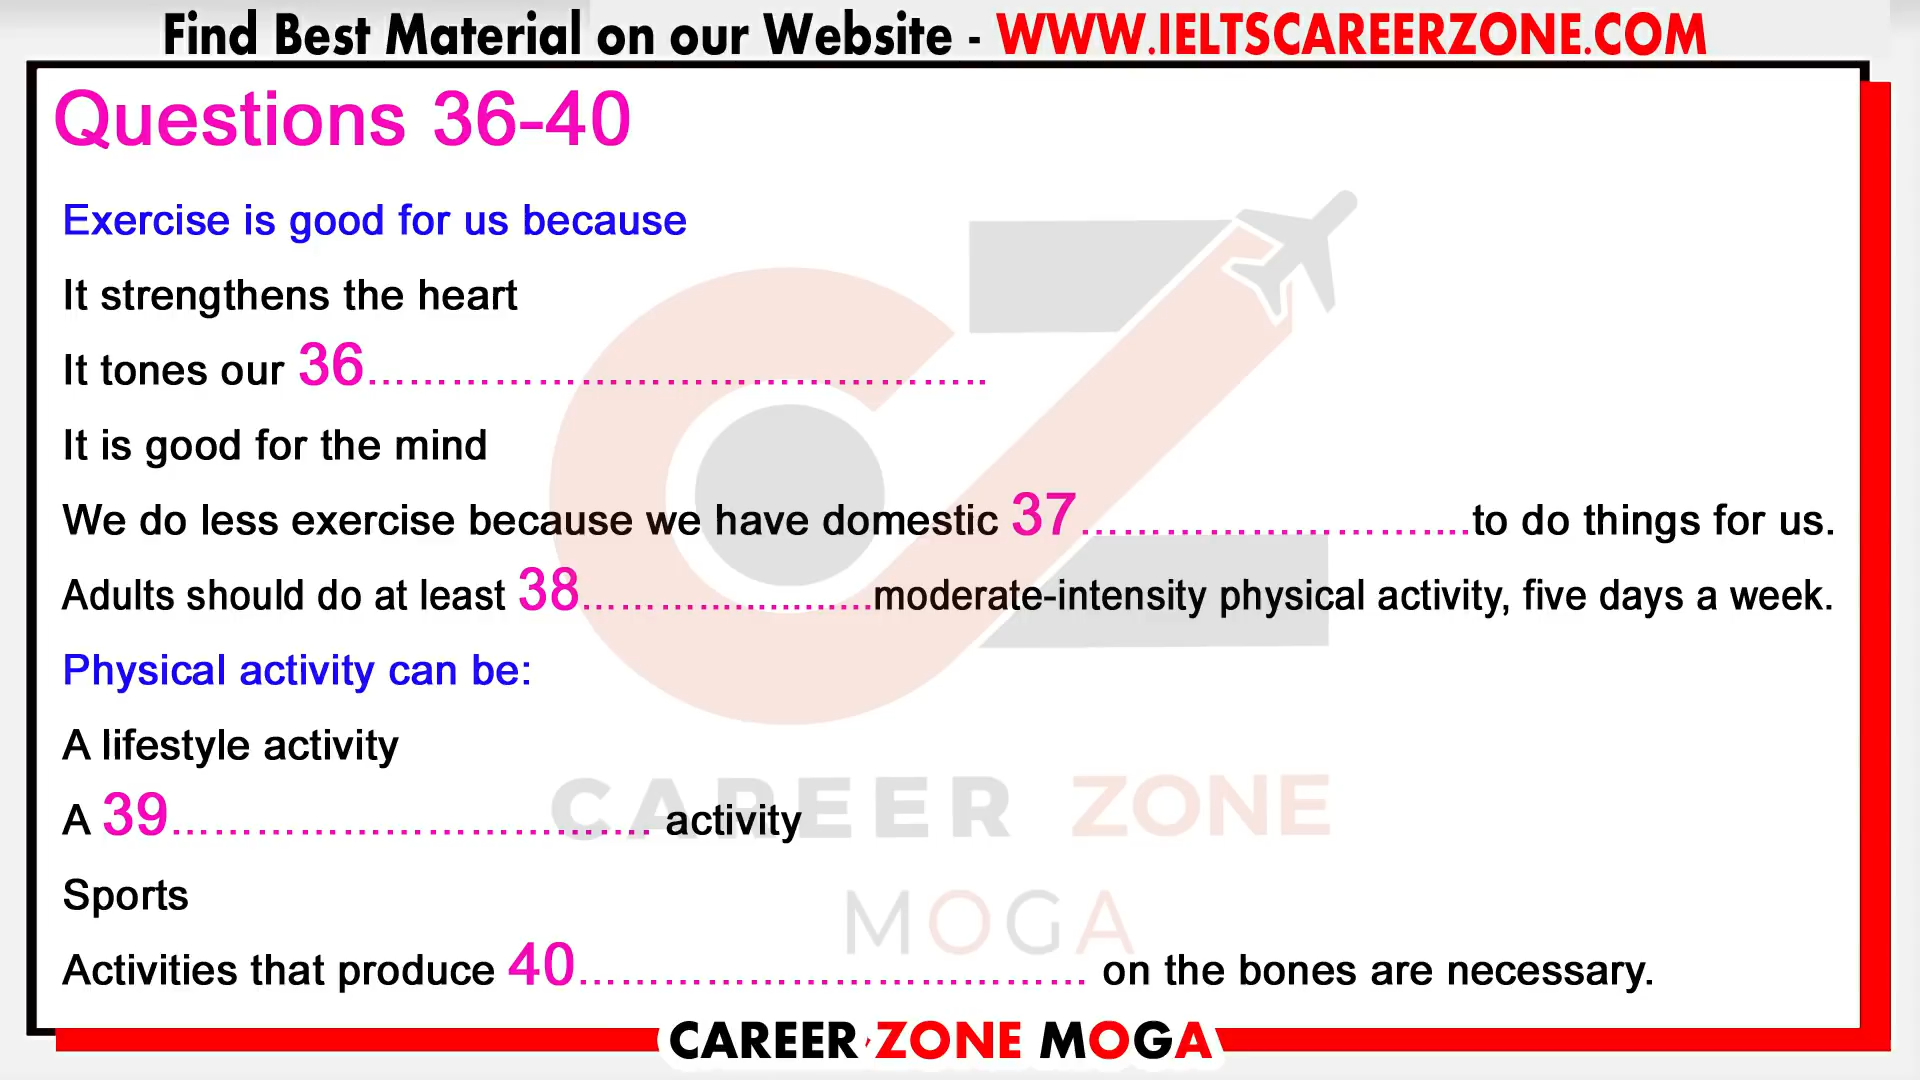 Find Best Material on our Website - WWW.IELTSCAREERZONE.COM
Questions 36-40
Exercise is good for us because
It strengthens the heart
It tones our 36……………………………………..
It is good for the mind
We do less exercise because we have domestic 37……………………….to do things for us.
Adults should do at least 38…………………moderate-intensity physical activity, five days a week.
Physical activity can be:
A lifestyle activity
A 39……………………………. activity
Sports
Activities that produce 40……………………………… on the bones are necessary.
CAREER ZONE
MOGA
CAREER ZONE MOGA